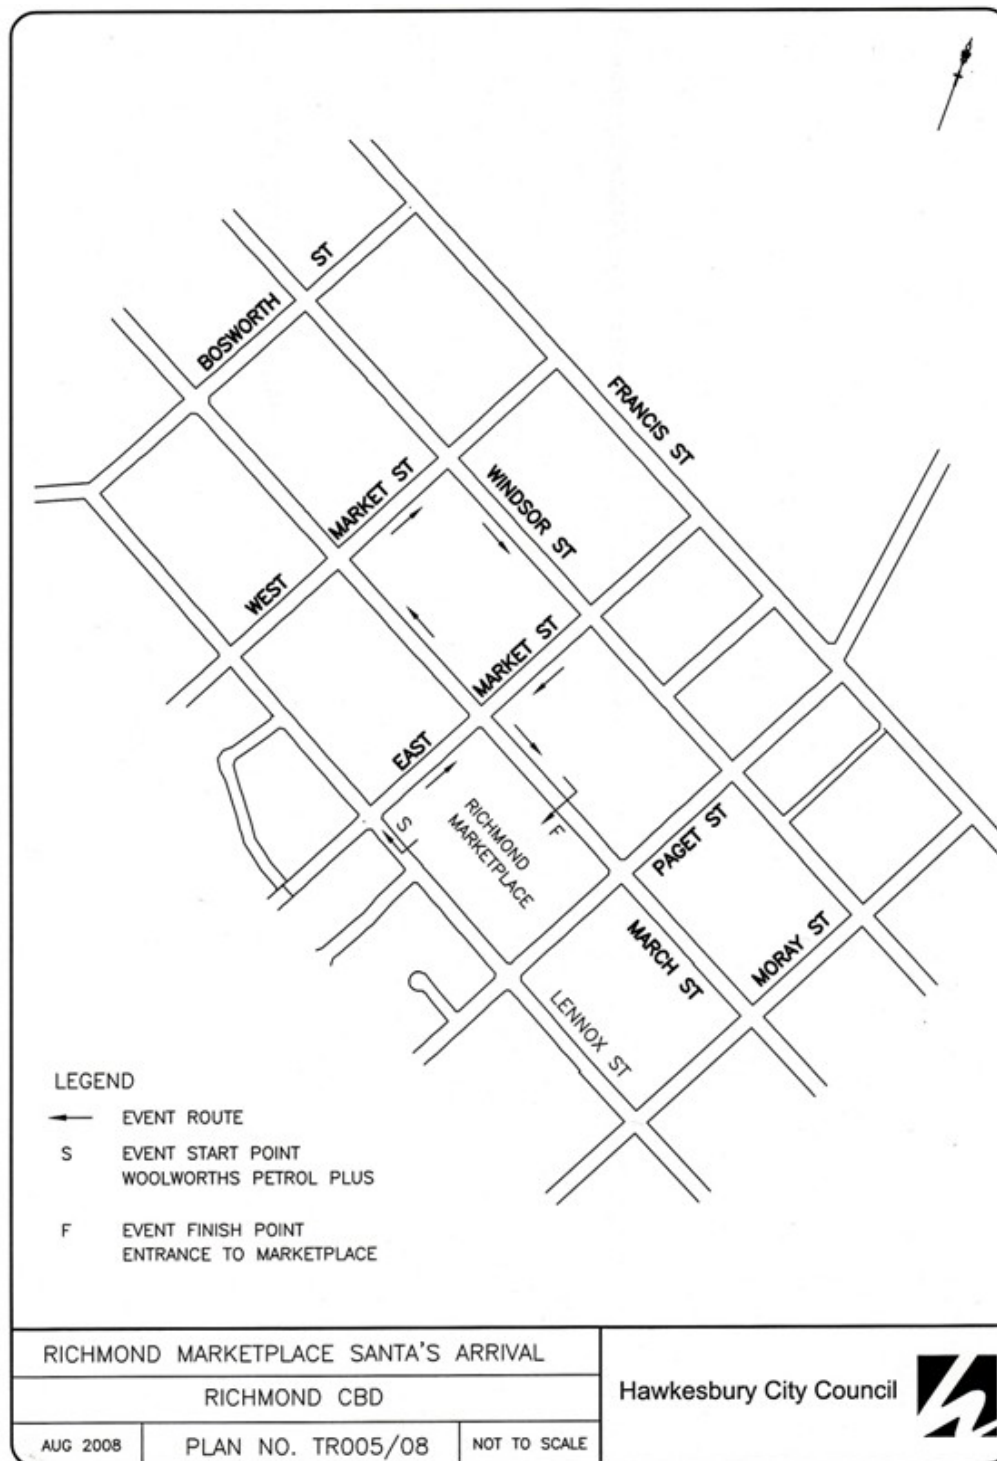 BOSWORTH ST
FRANCIS ST
WINDSOR ST
WEST MARKET ST
EAST MARKET ST
RICHMOND
MARKETPLACE
S
F
PAGET ST
MARCH ST
MORAY ST
LENNOX ST
LEGEND
EVENT ROUTE
S EVENT START POINT
WOOLWORTHS PETROL PLUS
F EVENT FINISH POINT
ENTRANCE TO MARKETPLACE
RICHMOND MARKETPLACE SANTA'S ARRIVAL
RICHMOND CBD
AUG 2008 PLAN NO. TR005/08 NOT TO SCALE
Hawkesbury City Council